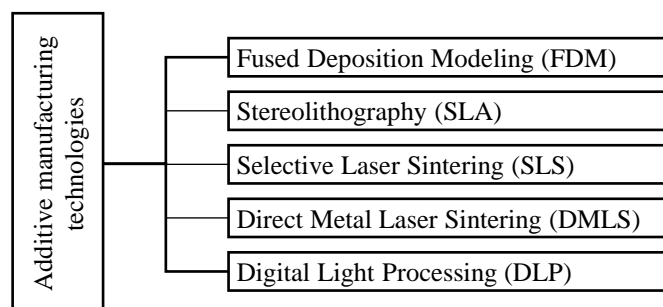 Additive manufacturing
technologies
Fused Deposition Modeling (FDM)
Stereolithography (SLA)
Selective Laser Sintering (SLS)
Direct Metal Laser Sintering (DMLS)
Digital Light Processing (DLP)